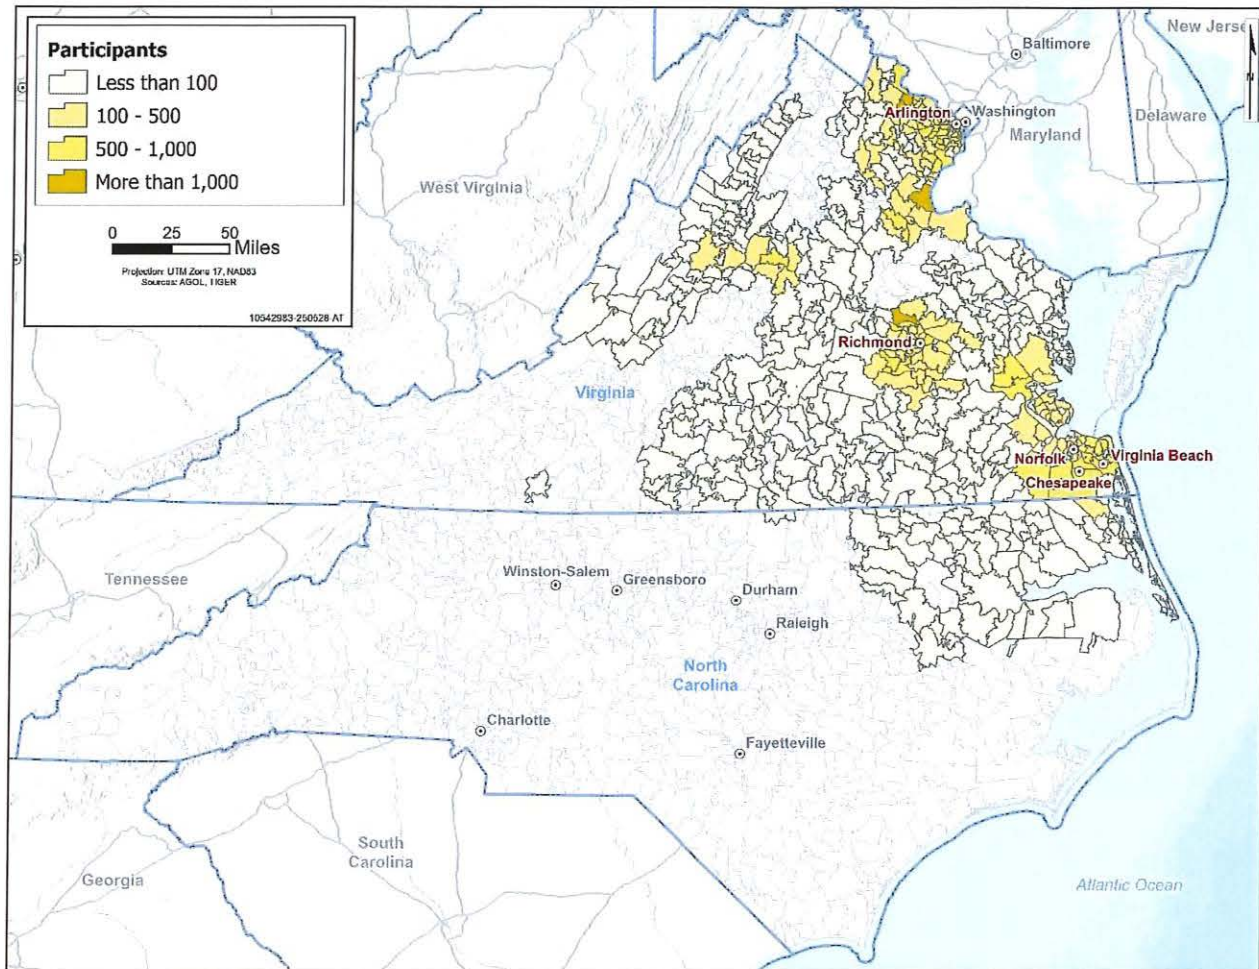 Participants
Less than 100
100 - 500
500 - 1,000
More than 1,000
0 25 50 Miles
Projection: UTM Zone 17, NAD83
Sources: AGOL, TIGER
10542983-250528-AT
New Jerse
N
Baltimore
Arlington
Washington
Maryland
Delaware
West Virginia
Richmond
Virginia
Norfolk
Virginia Beach
Chesapeake
Tennessee
Winston-Salem
Greensboro
Durham
Raleigh
North
Carolina
Charlotte
Fayetteville
South
Carolina
Georgia
Atlantic Ocean